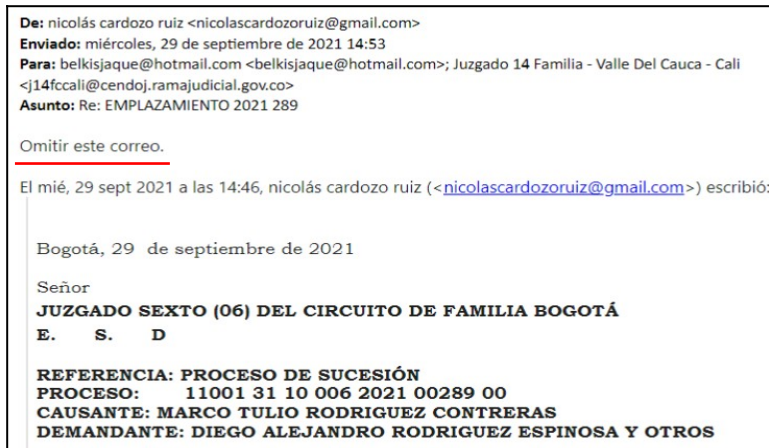 De: nicolás cardozo ruiz <nicolascardozoruiz@gmail.com>
Enviado: miércoles, 29 de septiembre de 2021 14:53
Para: belkisjaque@hotmail.com <belkisjaque@hotmail.com>; Juzgado 14 Familia - Valle Del Cauca - Cali
<j14fccali@cendoj.ramajudicial.gov.co>
Asunto: Re: EMPLAZAMIENTO 2021 289
Omitir este correo.
El mié, 29 sept 2021 a las 14:46, nicolás cardozo ruiz (<nicolascardozoruiz@gmail.com>) escribió:
Bogotá, 29 de septiembre de 2021
Señor
JUZGADO SEXTO (06) DEL CIRCUITO DE FAMILIA BOGOTÁ
E. S. D
REFERENCIA: PROCESO DE SUCESIÓN
PROCESO: 11001 31 10 006 2021 00289 00
CAUSANTE: MARCO TULIO RODRIGUEZ CONTRERAS
DEMANDANTE: DIEGO ALEJANDRO RODRIGUEZ ESPINOSA Y OTROS